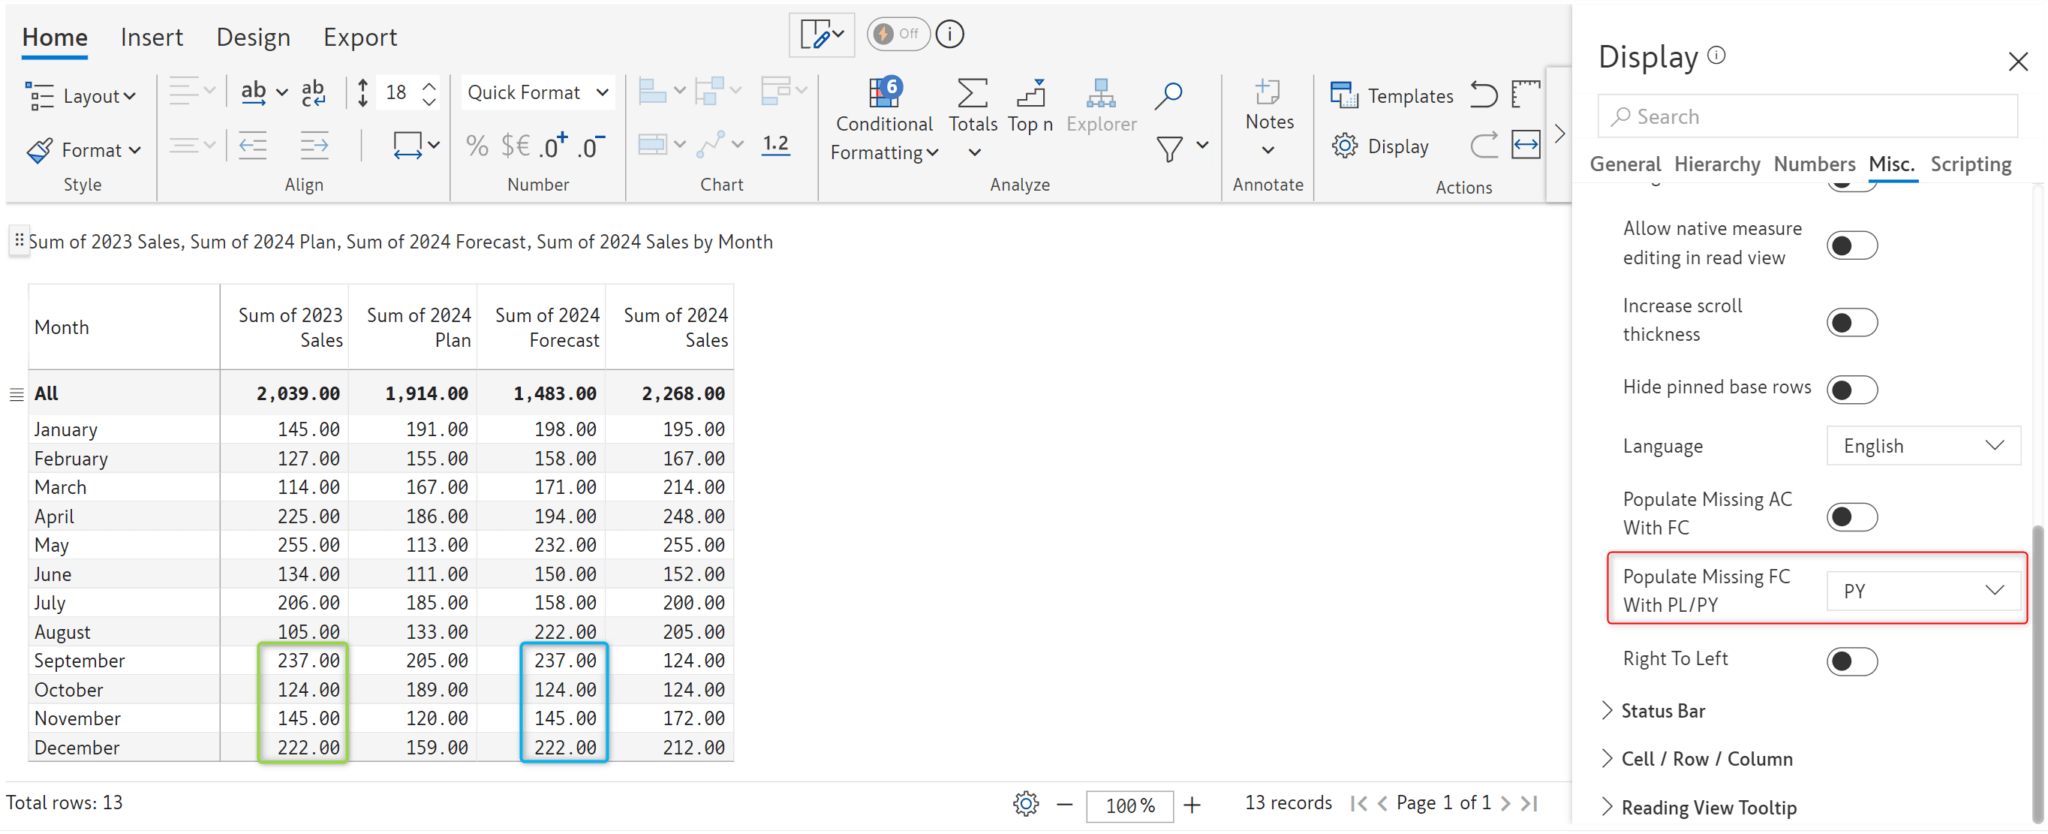 Home Insert Design Export Off
Layout ab ab 18 Quick Format 6 Templates
Conditional Totals Top n Explorer Notes
Format % $€ .0+ .0- 1.2 Formatting Display
Style Align Number Chart Analyze Annotate Actions
Sum of 2023 Sales, Sum of 2024 Plan, Sum of 2024 Forecast, Sum of 2024 Sales by Month
Month Sum of 2023 Sales Sum of 2024 Plan Sum of 2024 Forecast Sum of 2024 Sales
All 2,039.00 1,914.00 1,483.00 2,268.00
January 145.00 191.00 198.00 195.00
February 127.00 155.00 158.00 167.00
March 114.00 167.00 171.00 214.00
April 225.00 186.00 194.00 248.00
May 255.00 113.00 232.00 255.00
June 134.00 111.00 150.00 152.00
July 206.00 185.00 158.00 200.00
August 105.00 133.00 222.00 205.00
September 237.00 205.00 237.00 124.00
October 124.00 189.00 124.00 124.00
November 145.00 120.00 145.00 172.00
December 222.00 159.00 222.00 212.00
Total rows: 13 100% 13 records Page 1 of 1
Display
Search
General Hierarchy Numbers Misc. Scripting
Allow native measure
editing in read view
Increase scroll
thickness
Hide pinned base rows
Language English
Populate Missing AC
With FC
Populate Missing FC
With PL/PY PY
Right To Left
Status Bar
Cell / Row / Column
Reading View Tooltip